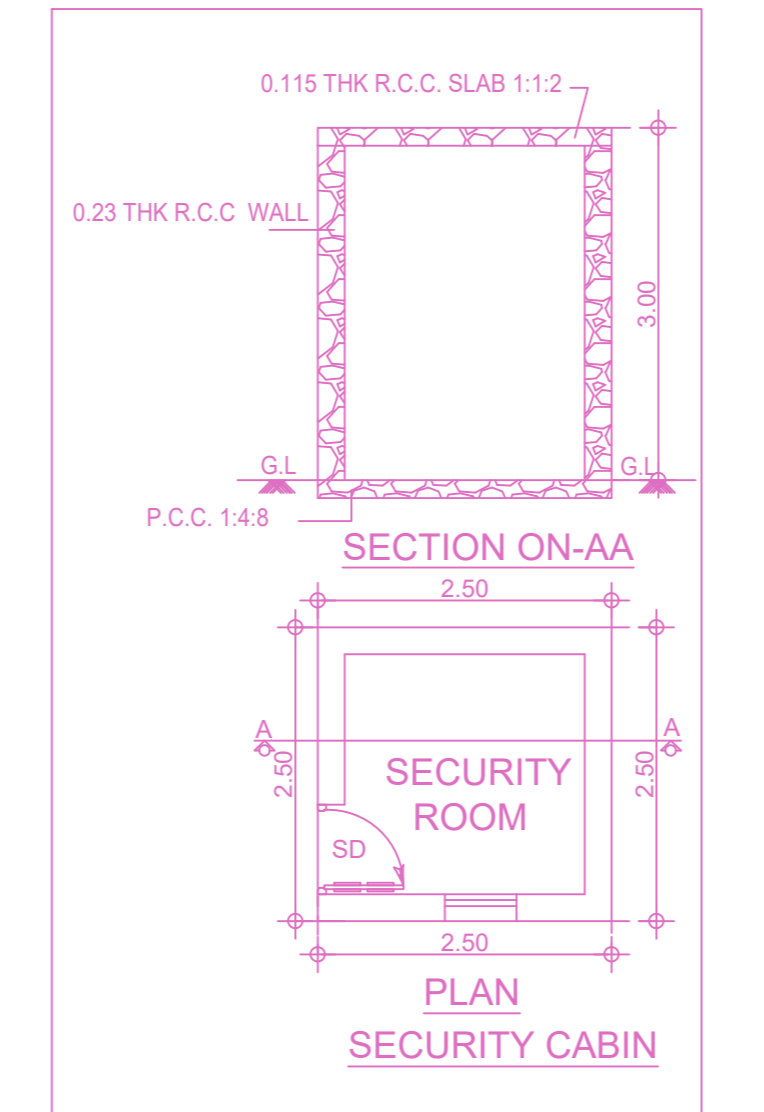 0.115 THK R.C.C. SLAB 1:1:2
0.23 THK R.C.C WALL
3.00
G.L
G.L
P.C.C. 1:4:8
SECTION ON-AA
2.50
A
A
2.50
2.50
SECURITY
ROOM
SD
2.50
PLAN
SECURITY CABIN